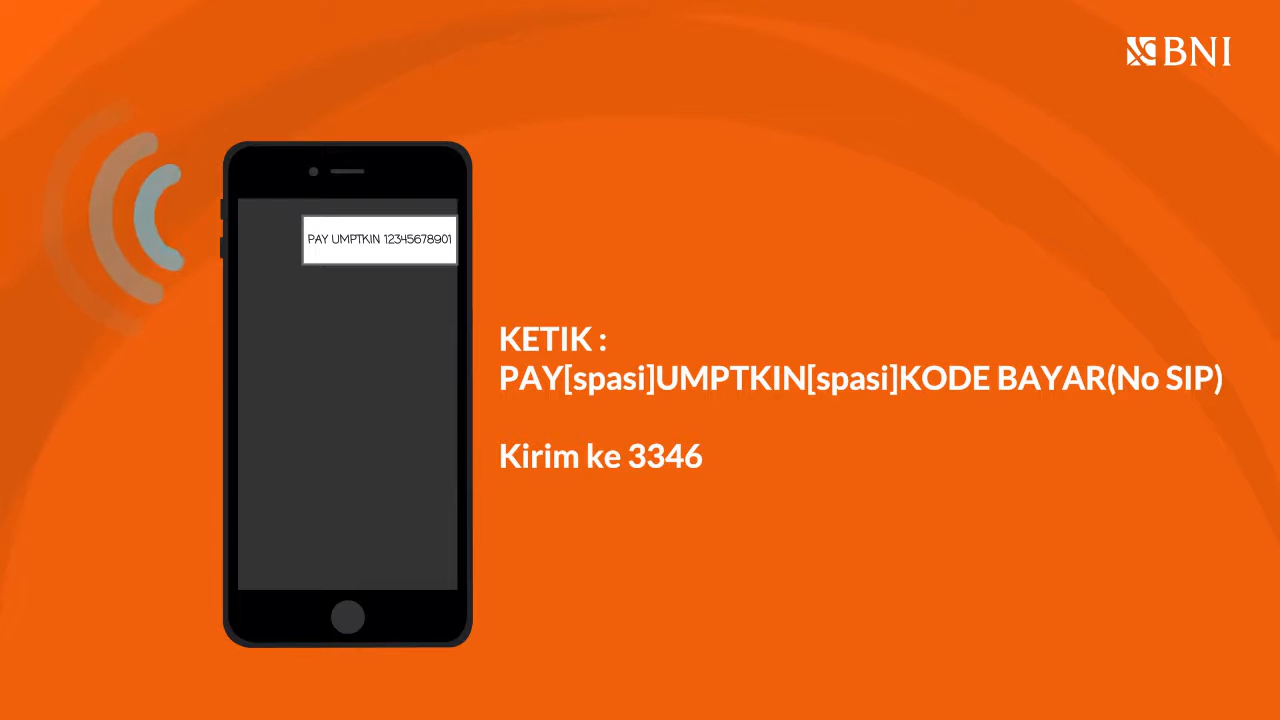 BNI
PAY UMPTKIN 12345678901
KETIK :
PAY[spasi]UMPTKIN[spasi]KODE BAYAR(No SIP)
Kirim ke 3346